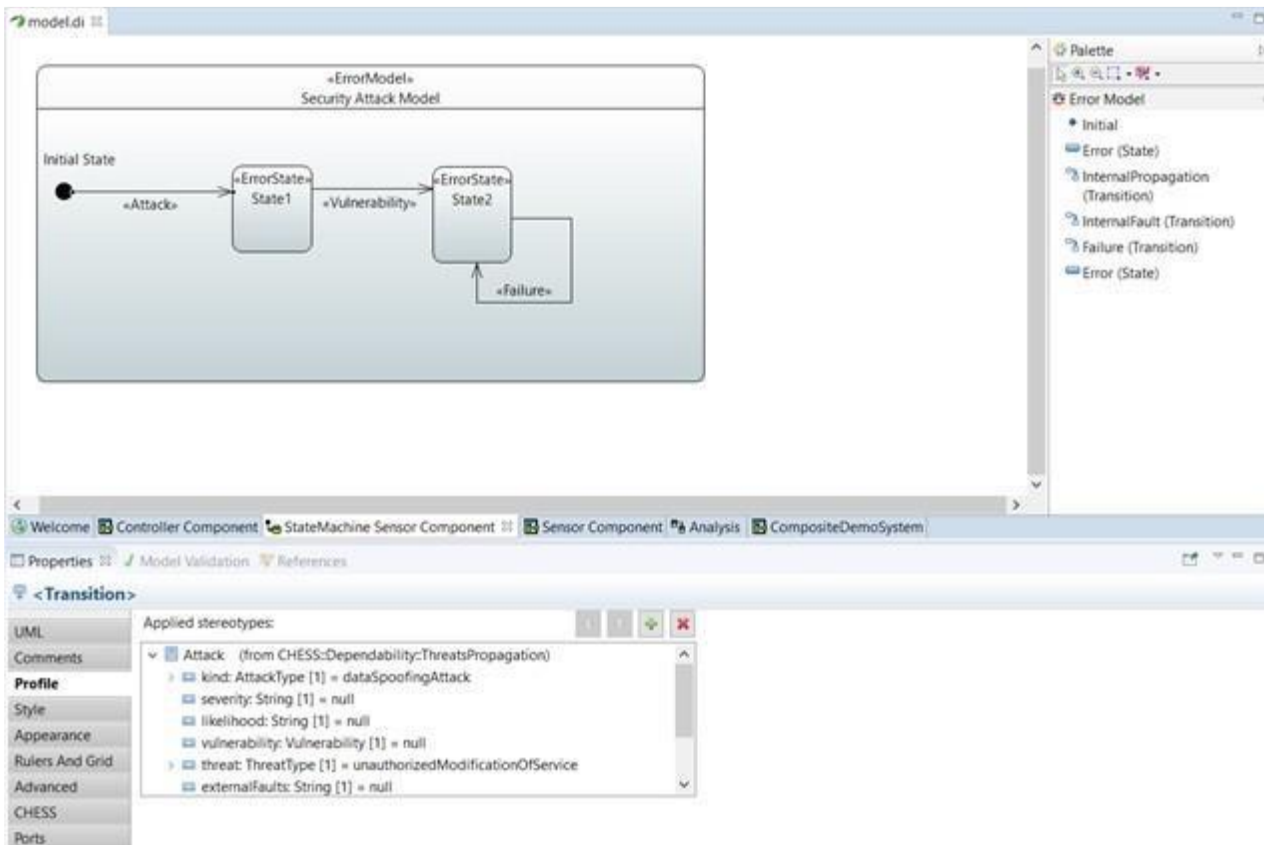 model.di
«ErrorModel»
Security Attack Model
Initial State
«Attack»
«ErrorState»
State1
«Vulnerability»
«ErrorState»
State2
«Failure»
Palette
Error Model
Initial
Error (State)
InternalPropagation
(Transition)
InternalFault (Transition)
Failure (Transition)
Error (State)
Welcome Controller Component StateMachine Sensor Component Sensor Component Analysis CompositeDemoSystem
Properties Model Validation References
<Transition>
UML
Comments
Profile
Style
Appearance
Rulers And Grid
Advanced
CHESS
Ports
Applied stereotypes:
Attack (from CHESS::Dependability::ThreatsPropagation)
kind: AttackType [1] = dataSpoofingAttack
severity: String [1] = null
likelihood: String [1] = null
vulnerability: Vulnerability [1] = null
threat: ThreatType [1] = unauthorizedModificationOfService
externalFaults: String [1] = null